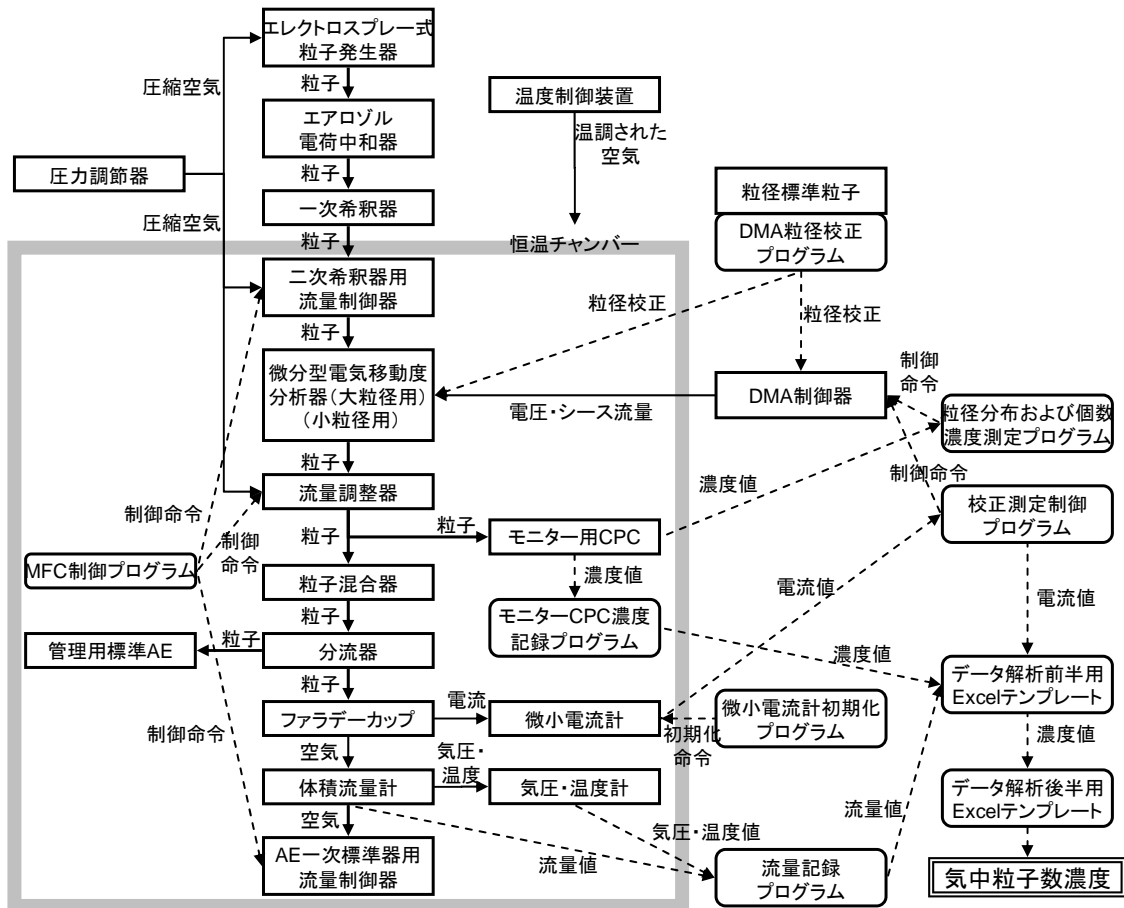 エレクトロスプレー式
粒子発生器
圧縮空気
粒子
エアロゾル
電荷中和器
温度制御装置
温調された
空気
圧力調節器
粒子
粒径標準粒子
一次希釈器
圧縮空気
粒子
恒温チャンバー
DMA粒径校正
プログラム
二次希釈器用
流量制御器
粒径校正
粒径校正
粒子
微分型電気移動度
分析器(大粒径用)
(小粒径用)
電圧・シース流量
DMA制御器
制御
命令
粒径分布および個数
濃度測定プログラム
粒子
流量調整器
濃度値
制御命令
制御命令
制御
命令
粒子
粒子
モニター用CPC
校正測定制御
プログラム
MFC制御プログラム
粒子混合器
濃度値
電流値
電流値
粒子
モニターCPC濃度
記録プログラム
管理用標準AE
粒子
分流器
濃度値
データ解析前半用
Excelテンプレート
粒子
電流
ファラデーカップ
微小電流計
初期化
命令
微小電流計初期化
プログラム
制御命令
空気
気圧・
温度
濃度値
体積流量計
気圧・温度計
データ解析後半用
Excelテンプレート
空気
気圧・温度値
流量値
流量値
AE一次標準器用
流量制御器
流量記録
プログラム
気中粒子数濃度